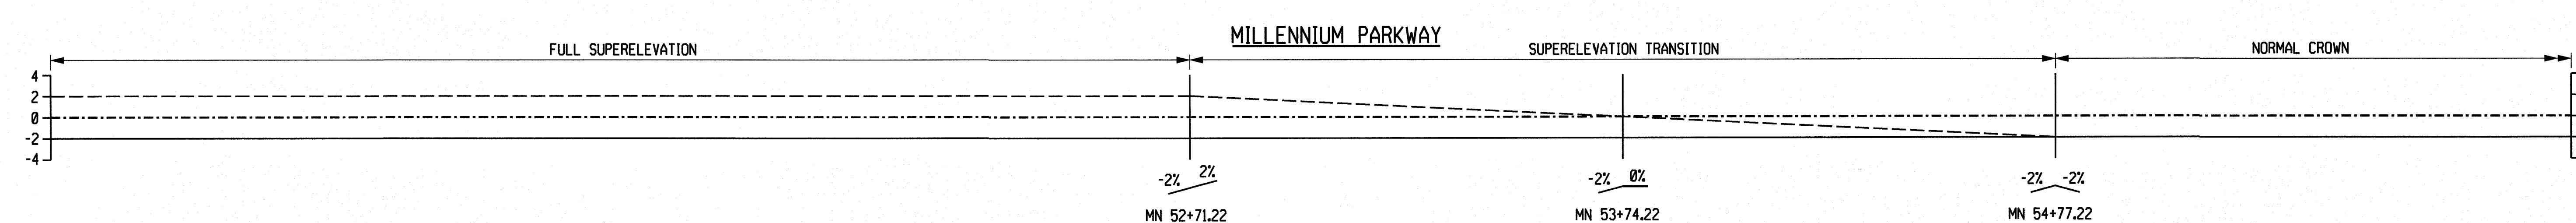 MILLENNIUM PARKWAY
FULL SUPERELEVATION
SUPERELEVATION TRANSITION
NORMAL CROWN
4
2
0
-2
-4
-2% 2%
-2% 0%
-2% -2%
MN 52+71.22
MN 53+74.22
MN 54+77.22